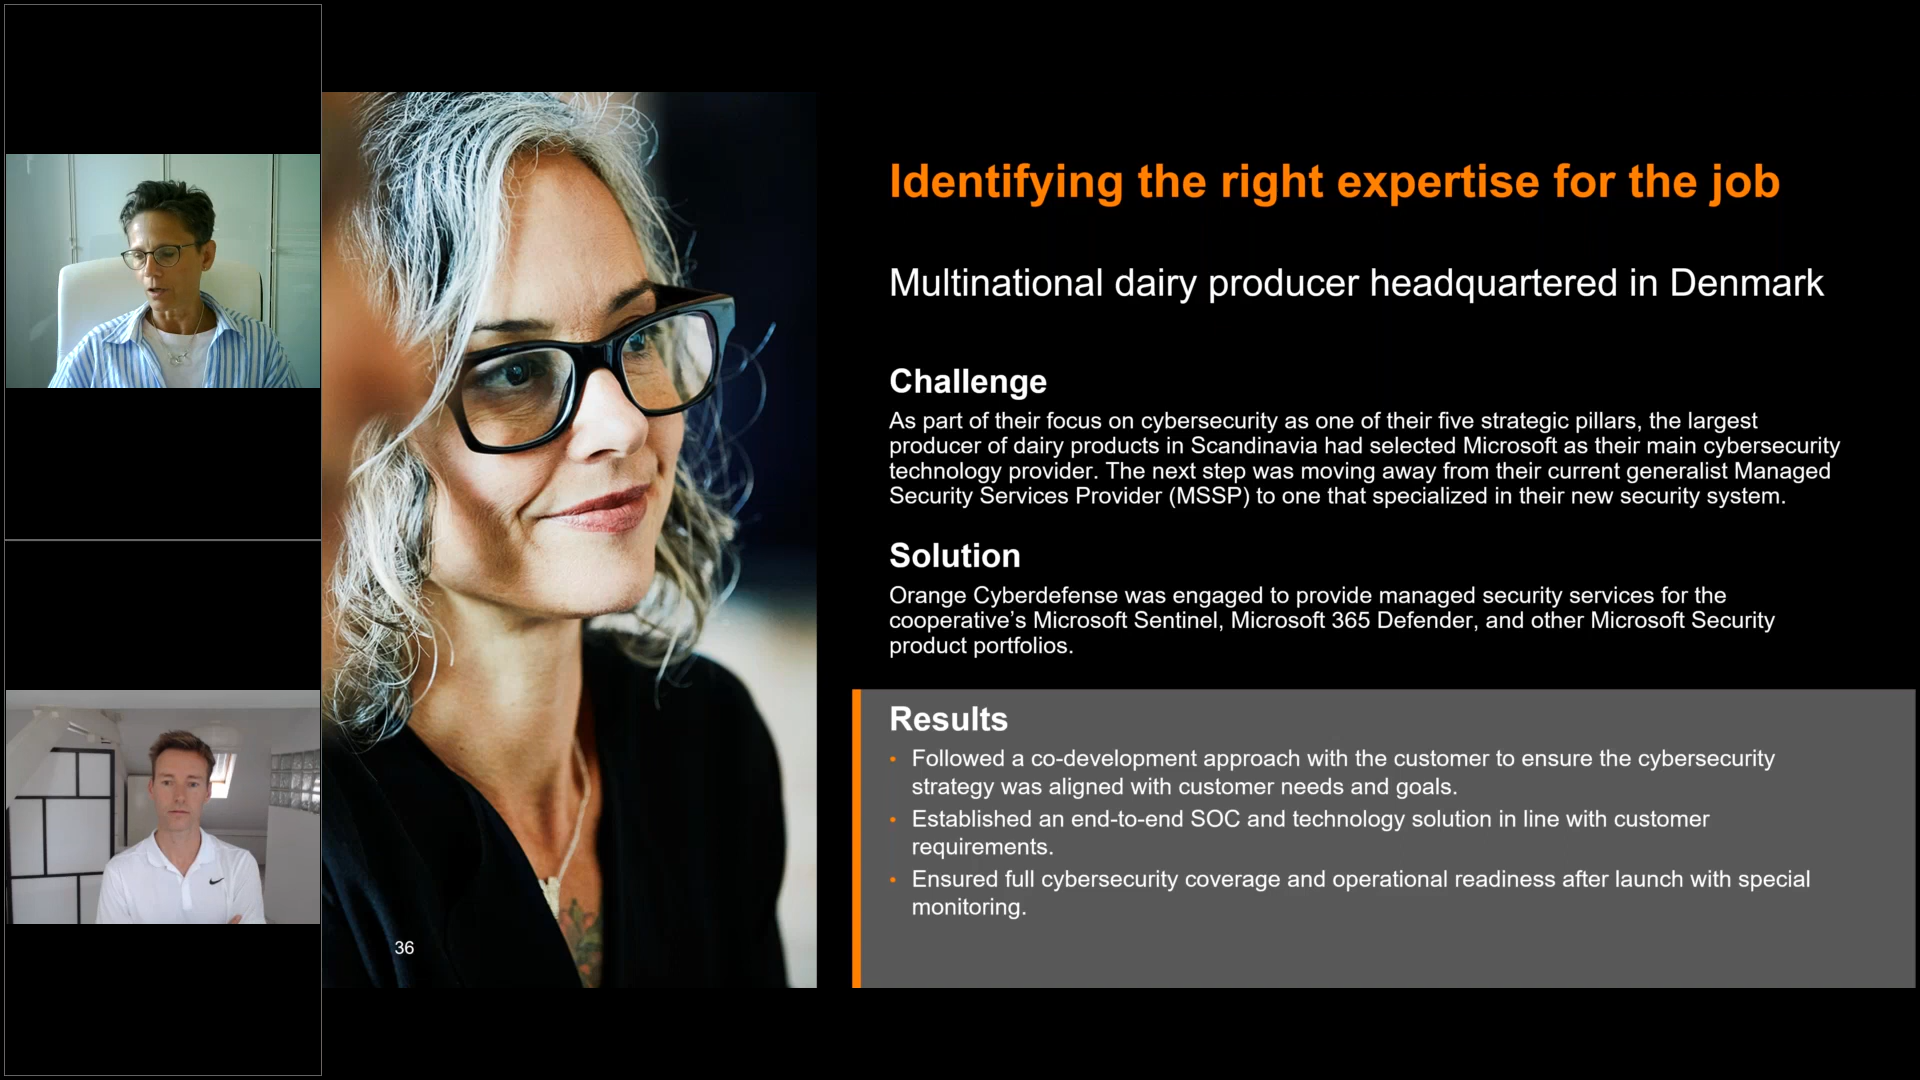 Identifying the right expertise for the job
Multinational dairy producer headquartered in Denmark
Challenge
As part of their focus on cybersecurity as one of their five strategic pillars, the largest
producer of dairy products in Scandinavia had selected Microsoft as their main cybersecurity
technology provider. The next step was moving away from their current generalist Managed
Security Services Provider (MSSP) to one that specialized in their new security system.
Solution
Orange Cyberdefense was engaged to provide managed security services for the
cooperative’s Microsoft Sentinel, Microsoft 365 Defender, and other Microsoft Security
product portfolios.
Results
• Followed a co-development approach with the customer to ensure the cybersecurity
strategy was aligned with customer needs and goals.
• Established an end-to-end SOC and technology solution in line with customer
requirements.
• Ensured full cybersecurity coverage and operational readiness after launch with special
monitoring.
36